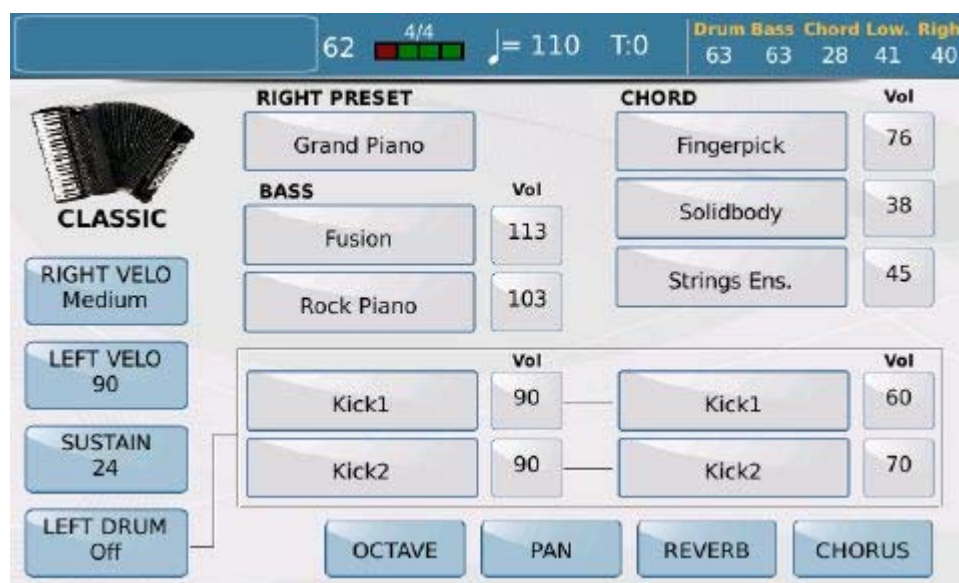 4/4
Drum Bass Chord Low. Righ
62 = 110 T:0 63 63 28 41 40
RIGHT PRESET CHORD Vol
Grand Piano Fingerpick 76
BASS Vol
CLASSIC Solidbody 38
Fusion 113
RIGHT VELO
Medium
Strings Ens. 45
Rock Piano 103
LEFT VELO
90
Vol Vol
Kick1 90 Kick1 60
SUSTAIN
24
Kick2 90 Kick2 70
LEFT DRUM
Off
OCTAVE PAN REVERB CHORUS